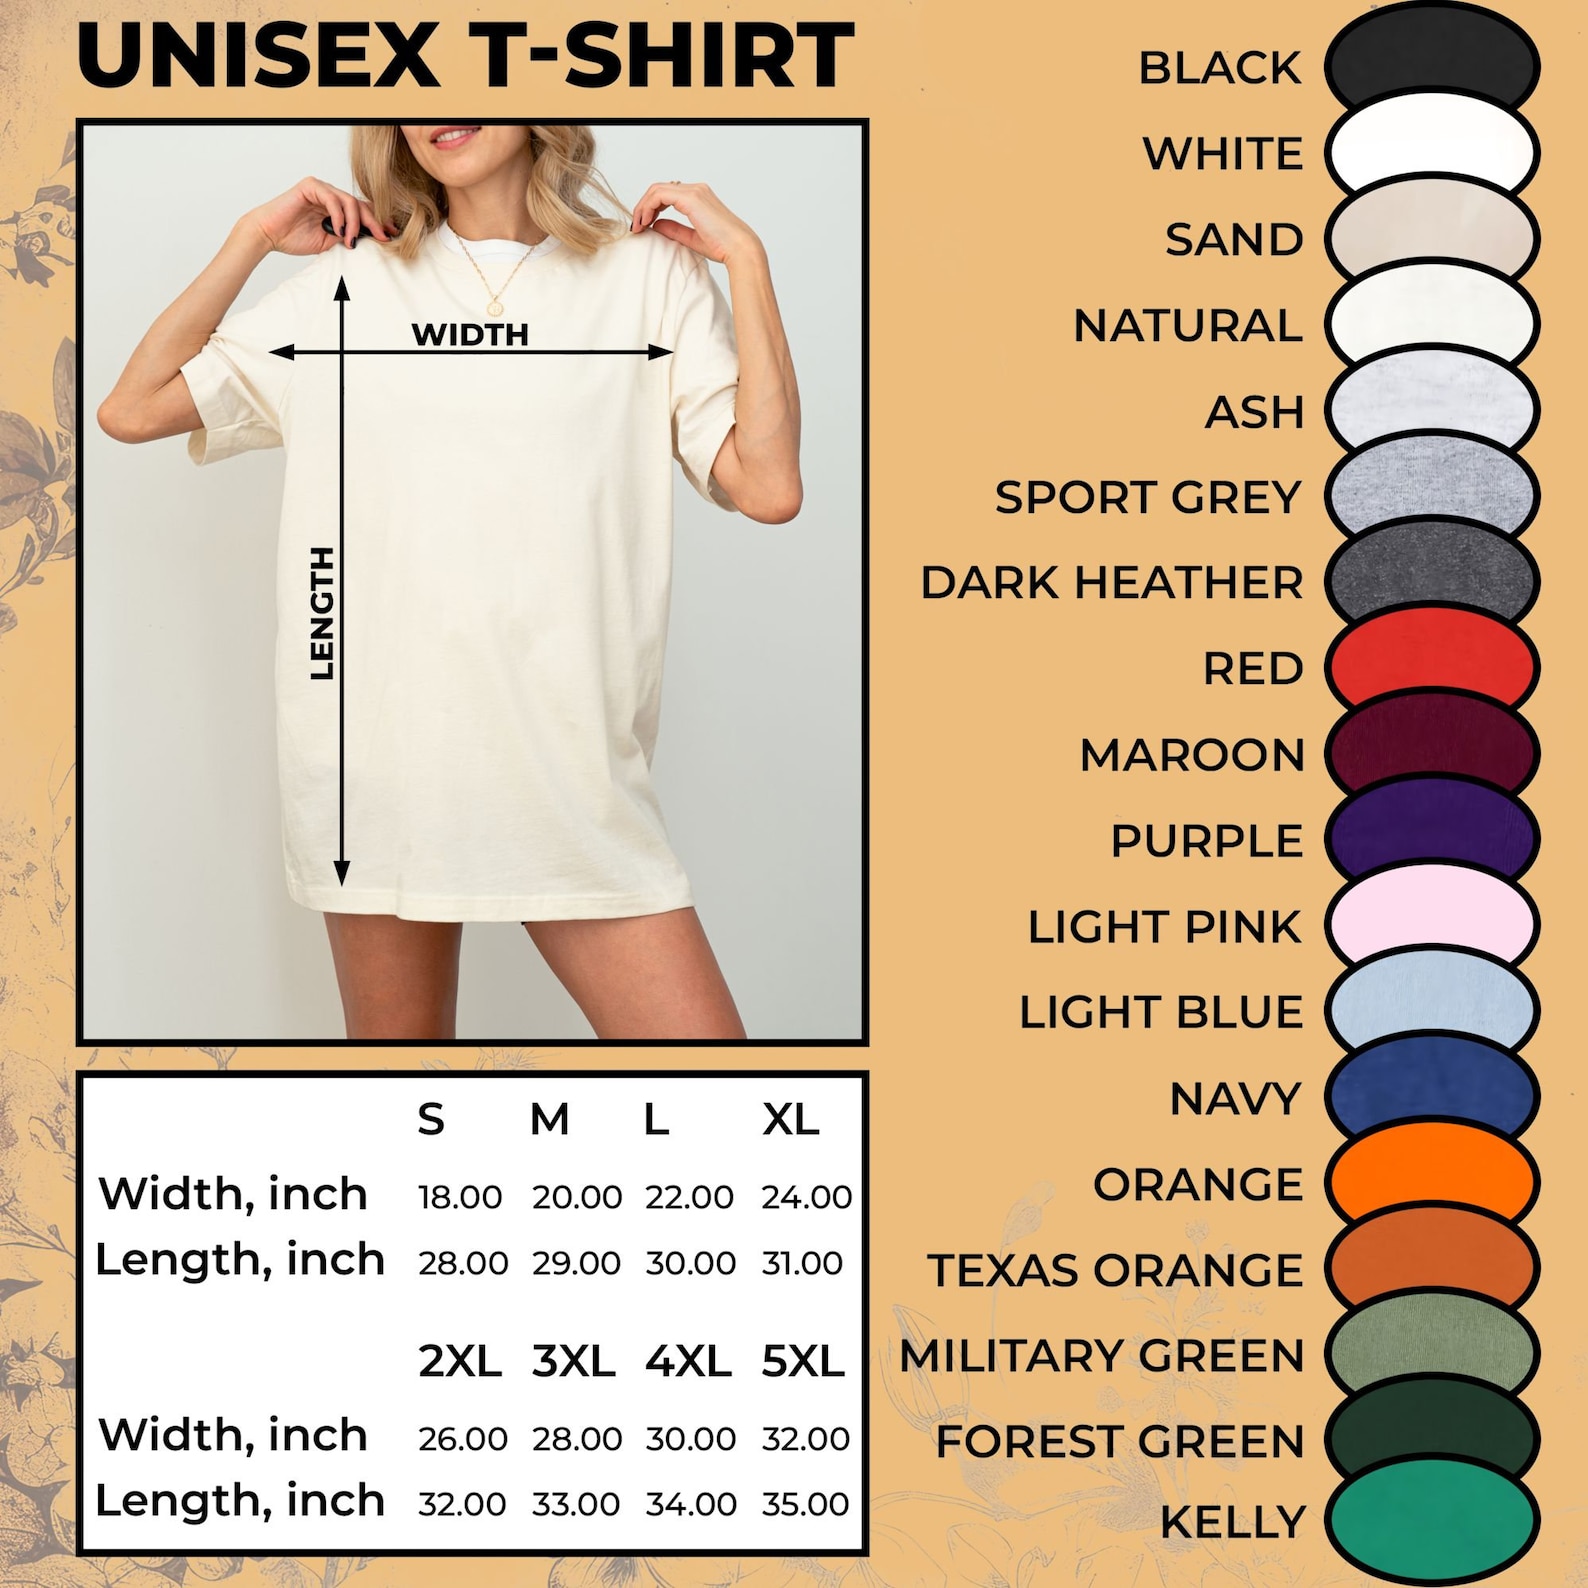 UNISEX T-SHIRT
WIDTH
LENGTH
S M L XL
Width, inch 18.00 20.00 22.00 24.00
Length, inch 28.00 29.00 30.00 31.00
2XL 3XL 4XL 5XL
Width, inch 26.00 28.00 30.00 32.00
Length, inch 32.00 33.00 34.00 35.00
BLACK
WHITE
SAND
NATURAL
ASH
SPORT GREY
DARK HEATHER
RED
MAROON
PURPLE
LIGHT PINK
LIGHT BLUE
NAVY
ORANGE
TEXAS ORANGE
MILITARY GREEN
FOREST GREEN
KELLY